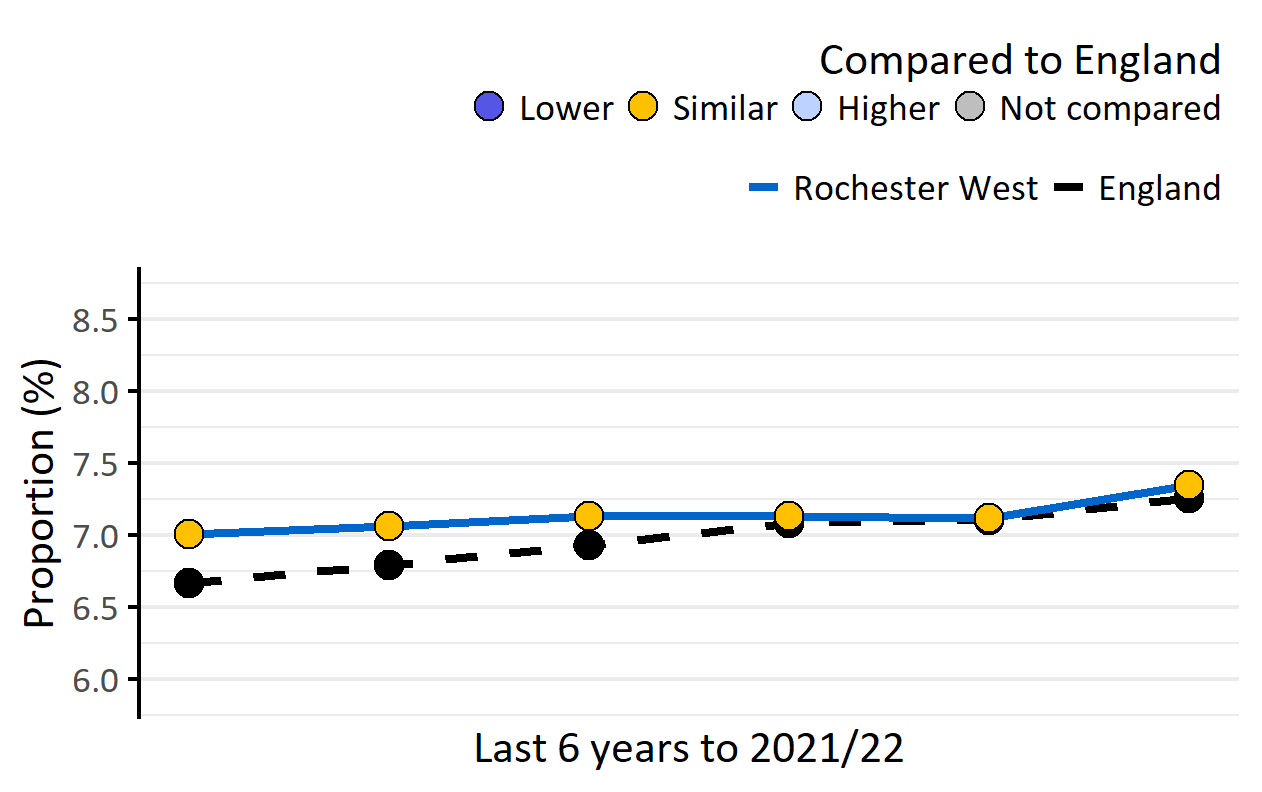 Compared to England
Lower Similar Higher Not compared
Rochester West England
Proportion (%)
8.5
8.0
7.5
7.0
6.5
6.0
Last 6 years to 2021/22